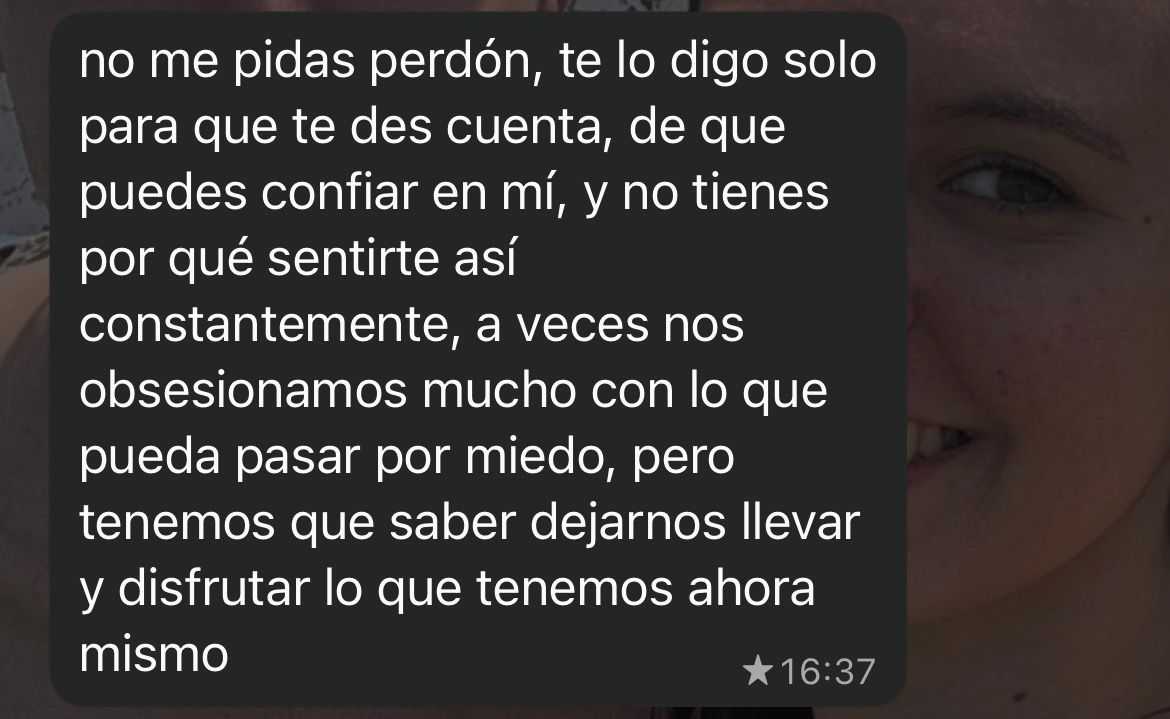 no me pidas perdón, te lo digo solo
para que te des cuenta, de que
puedes confiar en mí, y no tienes
por qué sentirte así
constantemente, a veces nos
obsesionamos mucho con lo que
pueda pasar por miedo, pero
tenemos que saber dejarnos llevar
y disfrutar lo que tenemos ahora
mismo
★16:37